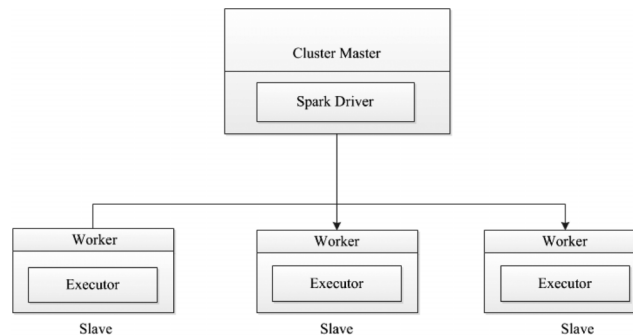 Cluster Master
Spark Driver
Worker
Worker
Worker
Executor
Executor
Executor
Slave
Slave
Slave